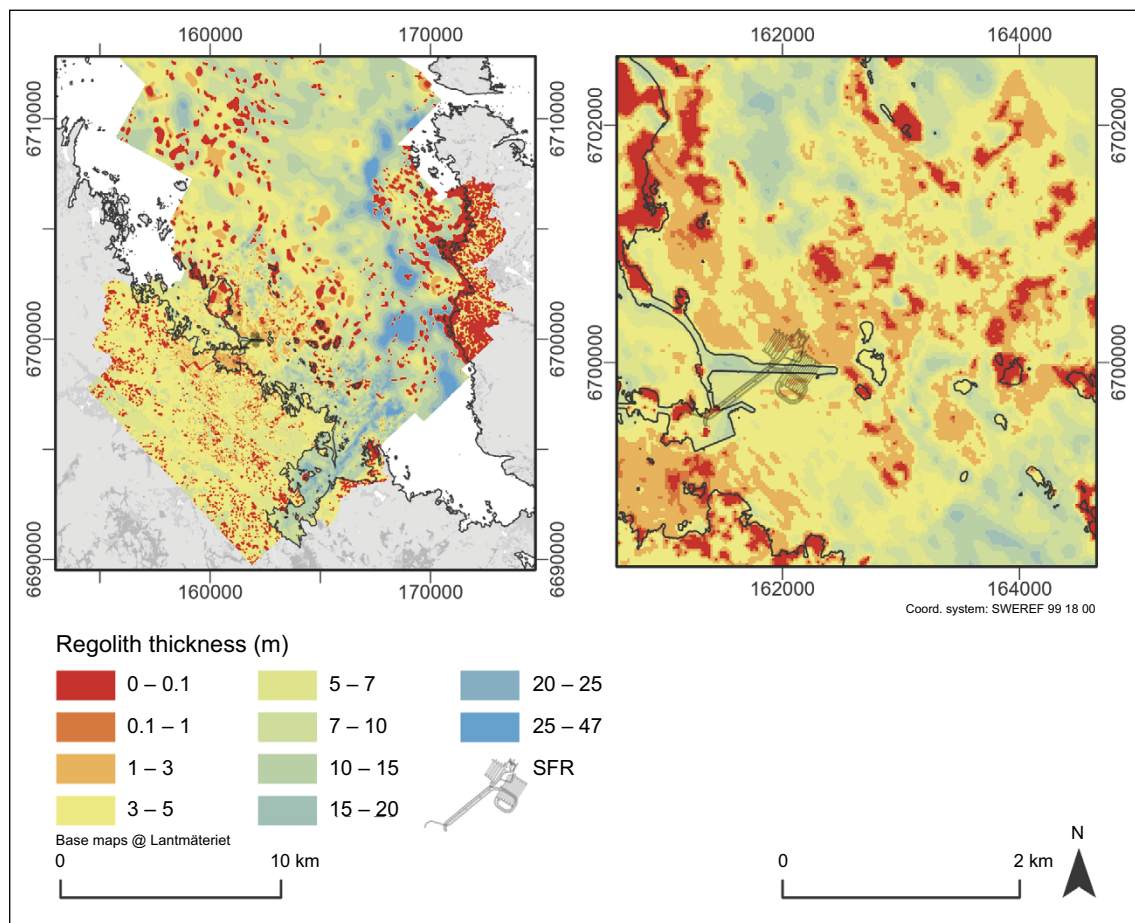 160000 170000
162000 164000
6710000
6710000
6702000
6702000
6700000
6700000
6700000
6700000
6690000
6690000
160000 170000
162000 164000
Coord. system: SWEREF 99 18 00
Regolith thickness (m)
0 – 0.1
5 – 7
20 – 25
0.1 – 1
7 – 10
25 – 47
1 – 3
10 – 15
SFR
3 – 5
15 – 20
Base maps @ Lantmäteriet
0 10 km
0 2 km
N